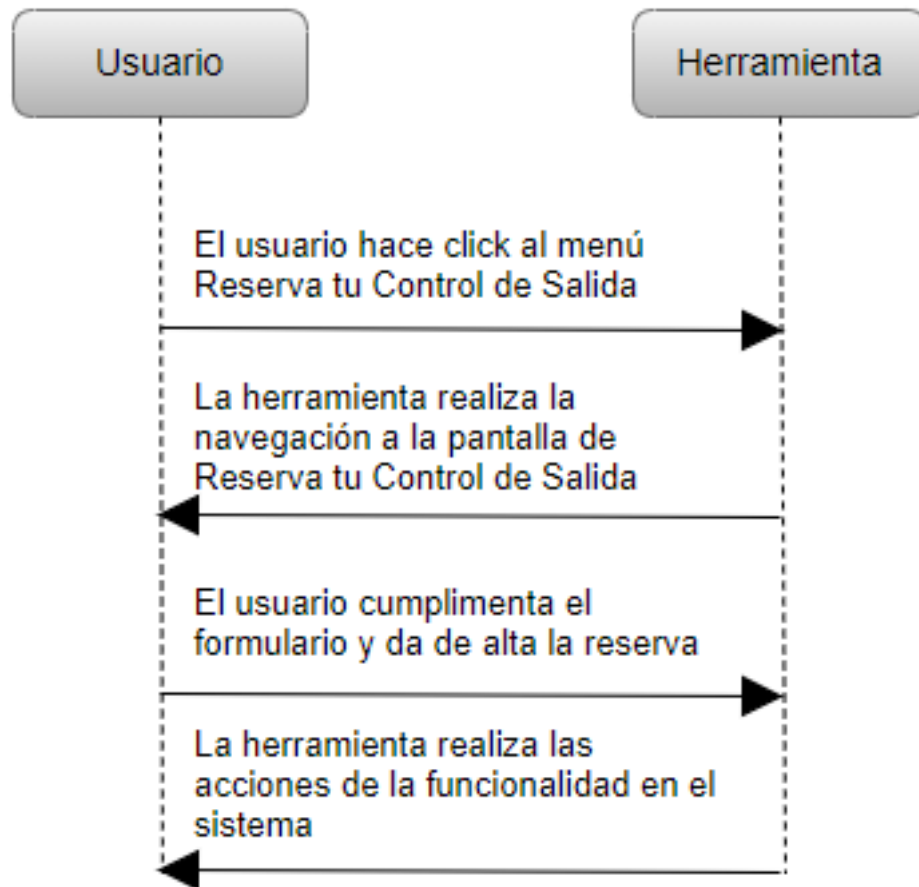 Usuario
Herramienta
El usuario hace click al menú
Reserva tu Control de Salida
La herramienta realiza la
navegación a la pantalla de
Reserva tu Control de Salida
El usuario cumplimenta el
formulario y da de alta la reserva
La herramienta realiza las
acciones de la funcionalidad en el
sistema